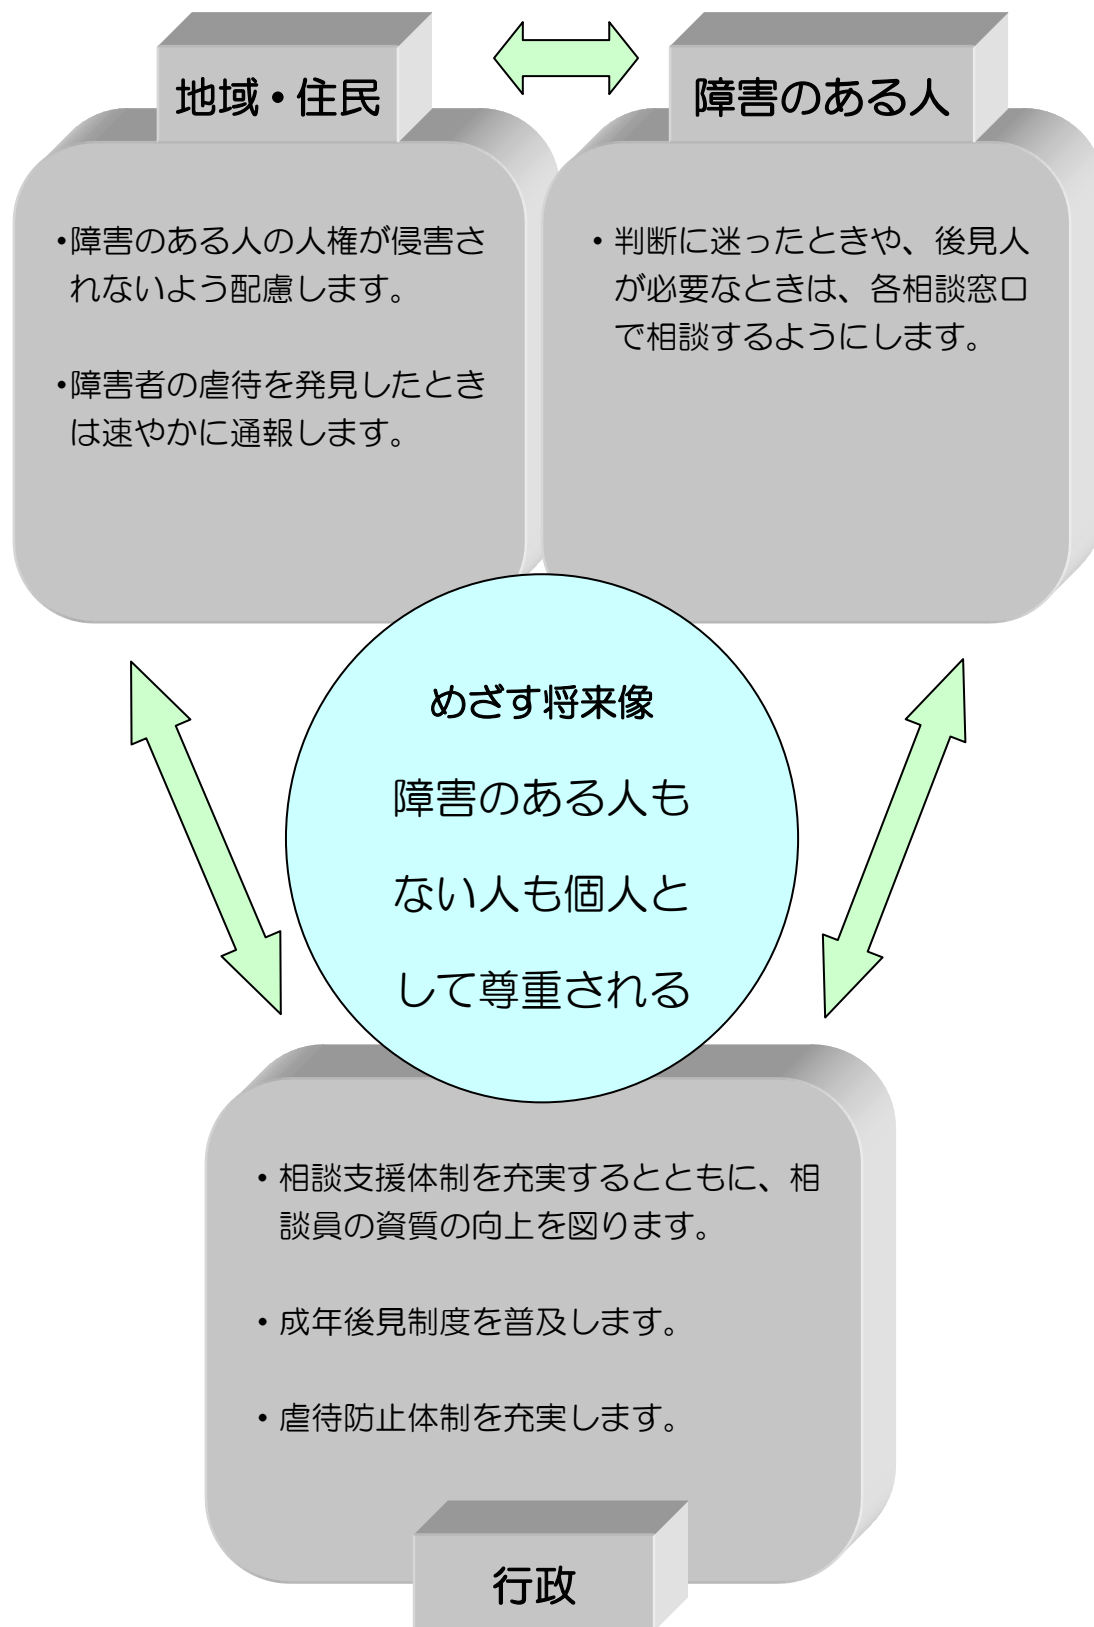 地域・住民
・障害のある人の人権が侵害さ
れないよう配慮します。
・障害者の虐待を発見したとき
は速やかに通報します。
障害のある人
・判断に迷ったときや、後見人
が必要なときは、各相談窓口
で相談するようにします。
めざす将来像
障害のある人も
ない人も個人と
して尊重される
・相談支援体制を充実するとともに、相
談員の資質の向上を図ります。
・成年後見制度を普及します。
・虐待防止体制を充実します。
行政